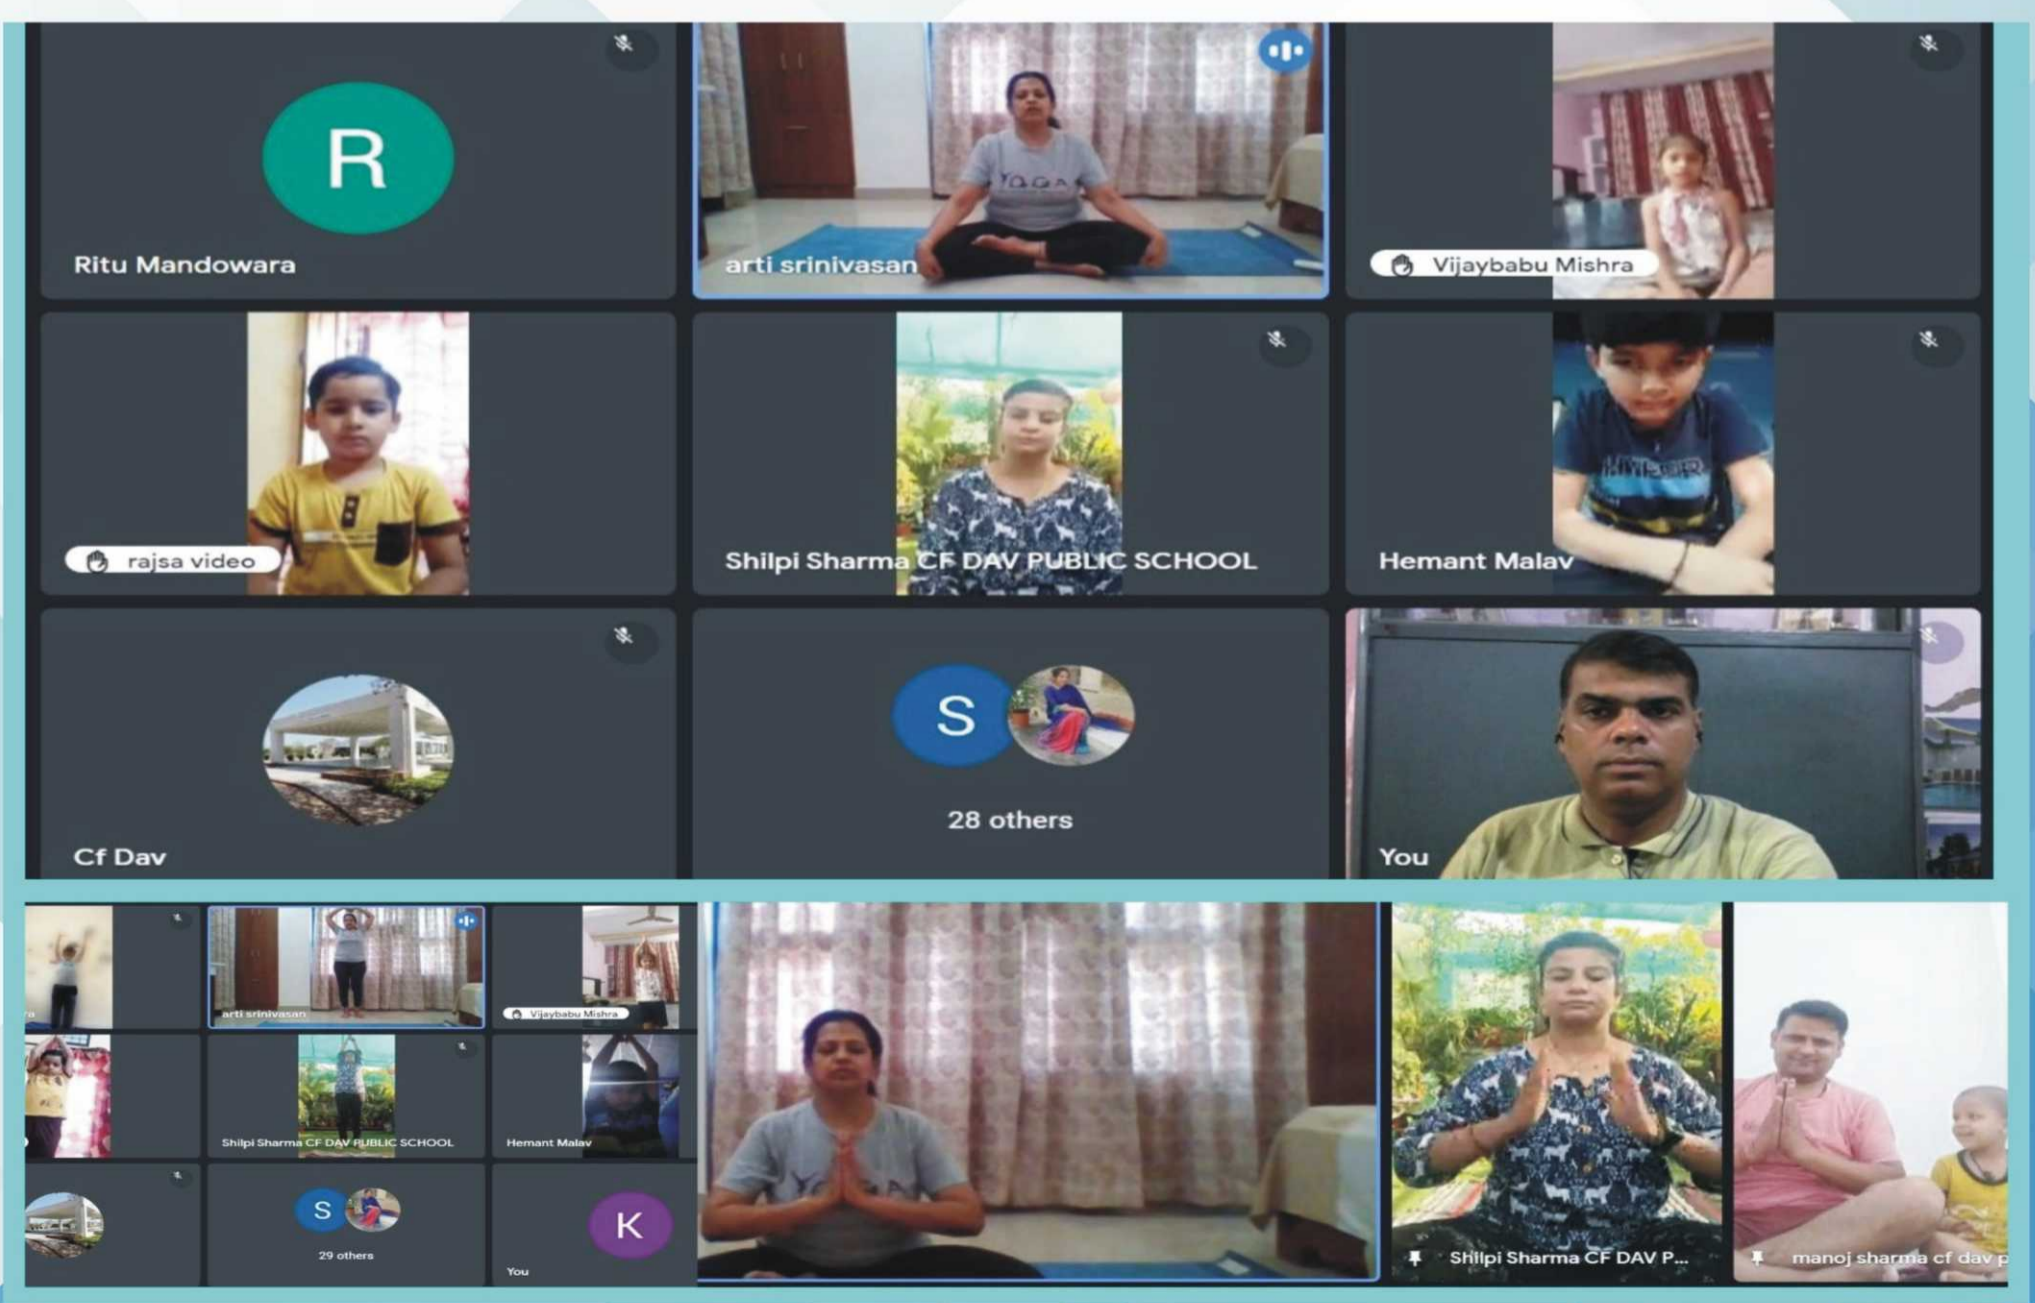 R
Ritu Mandowara
YOGA
arti srinivasan
Vijaybabu Mishra
rajsa video
Shilpi Sharma CF DAV PUBLIC SCHOOL
Hemant Malav
Cf Dav
S
28 others
You
arti srinivasan
Vijaybabu Mishra
Shilpi Sharma CF DAV PUBLIC SCHOOL
Hemant Malav
S
29 others
K
You
YOGA
Shilpi Sharma CF DAV P...
manoj sharma cf dav p